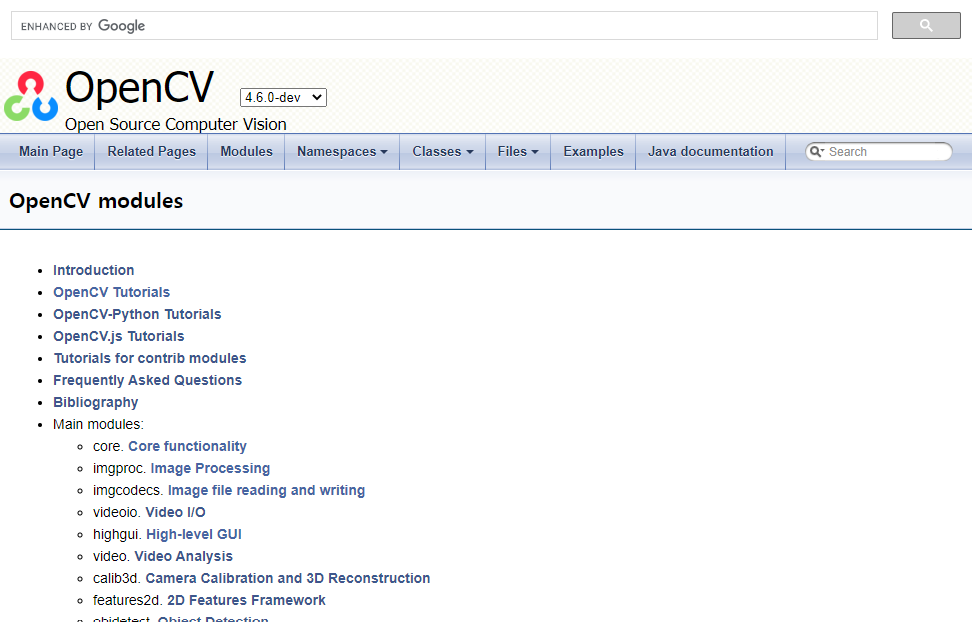 ENHANCED BY Google
OpenCV 4.6.0-dev
Open Source Computer Vision
Main Page Related Pages Modules Namespaces Classes Files Examples Java documentation Search
OpenCV modules
Introduction
OpenCV Tutorials
OpenCV-Python Tutorials
OpenCV.js Tutorials
Tutorials for contrib modules
Frequently Asked Questions
Bibliography
Main modules:
core. Core functionality
imgproc. Image Processing
imgcodecs. Image file reading and writing
videoio. Video I/O
highgui. High-level GUI
video. Video Analysis
calib3d. Camera Calibration and 3D Reconstruction
features2d. 2D Features Framework
objdetect. Object Detection